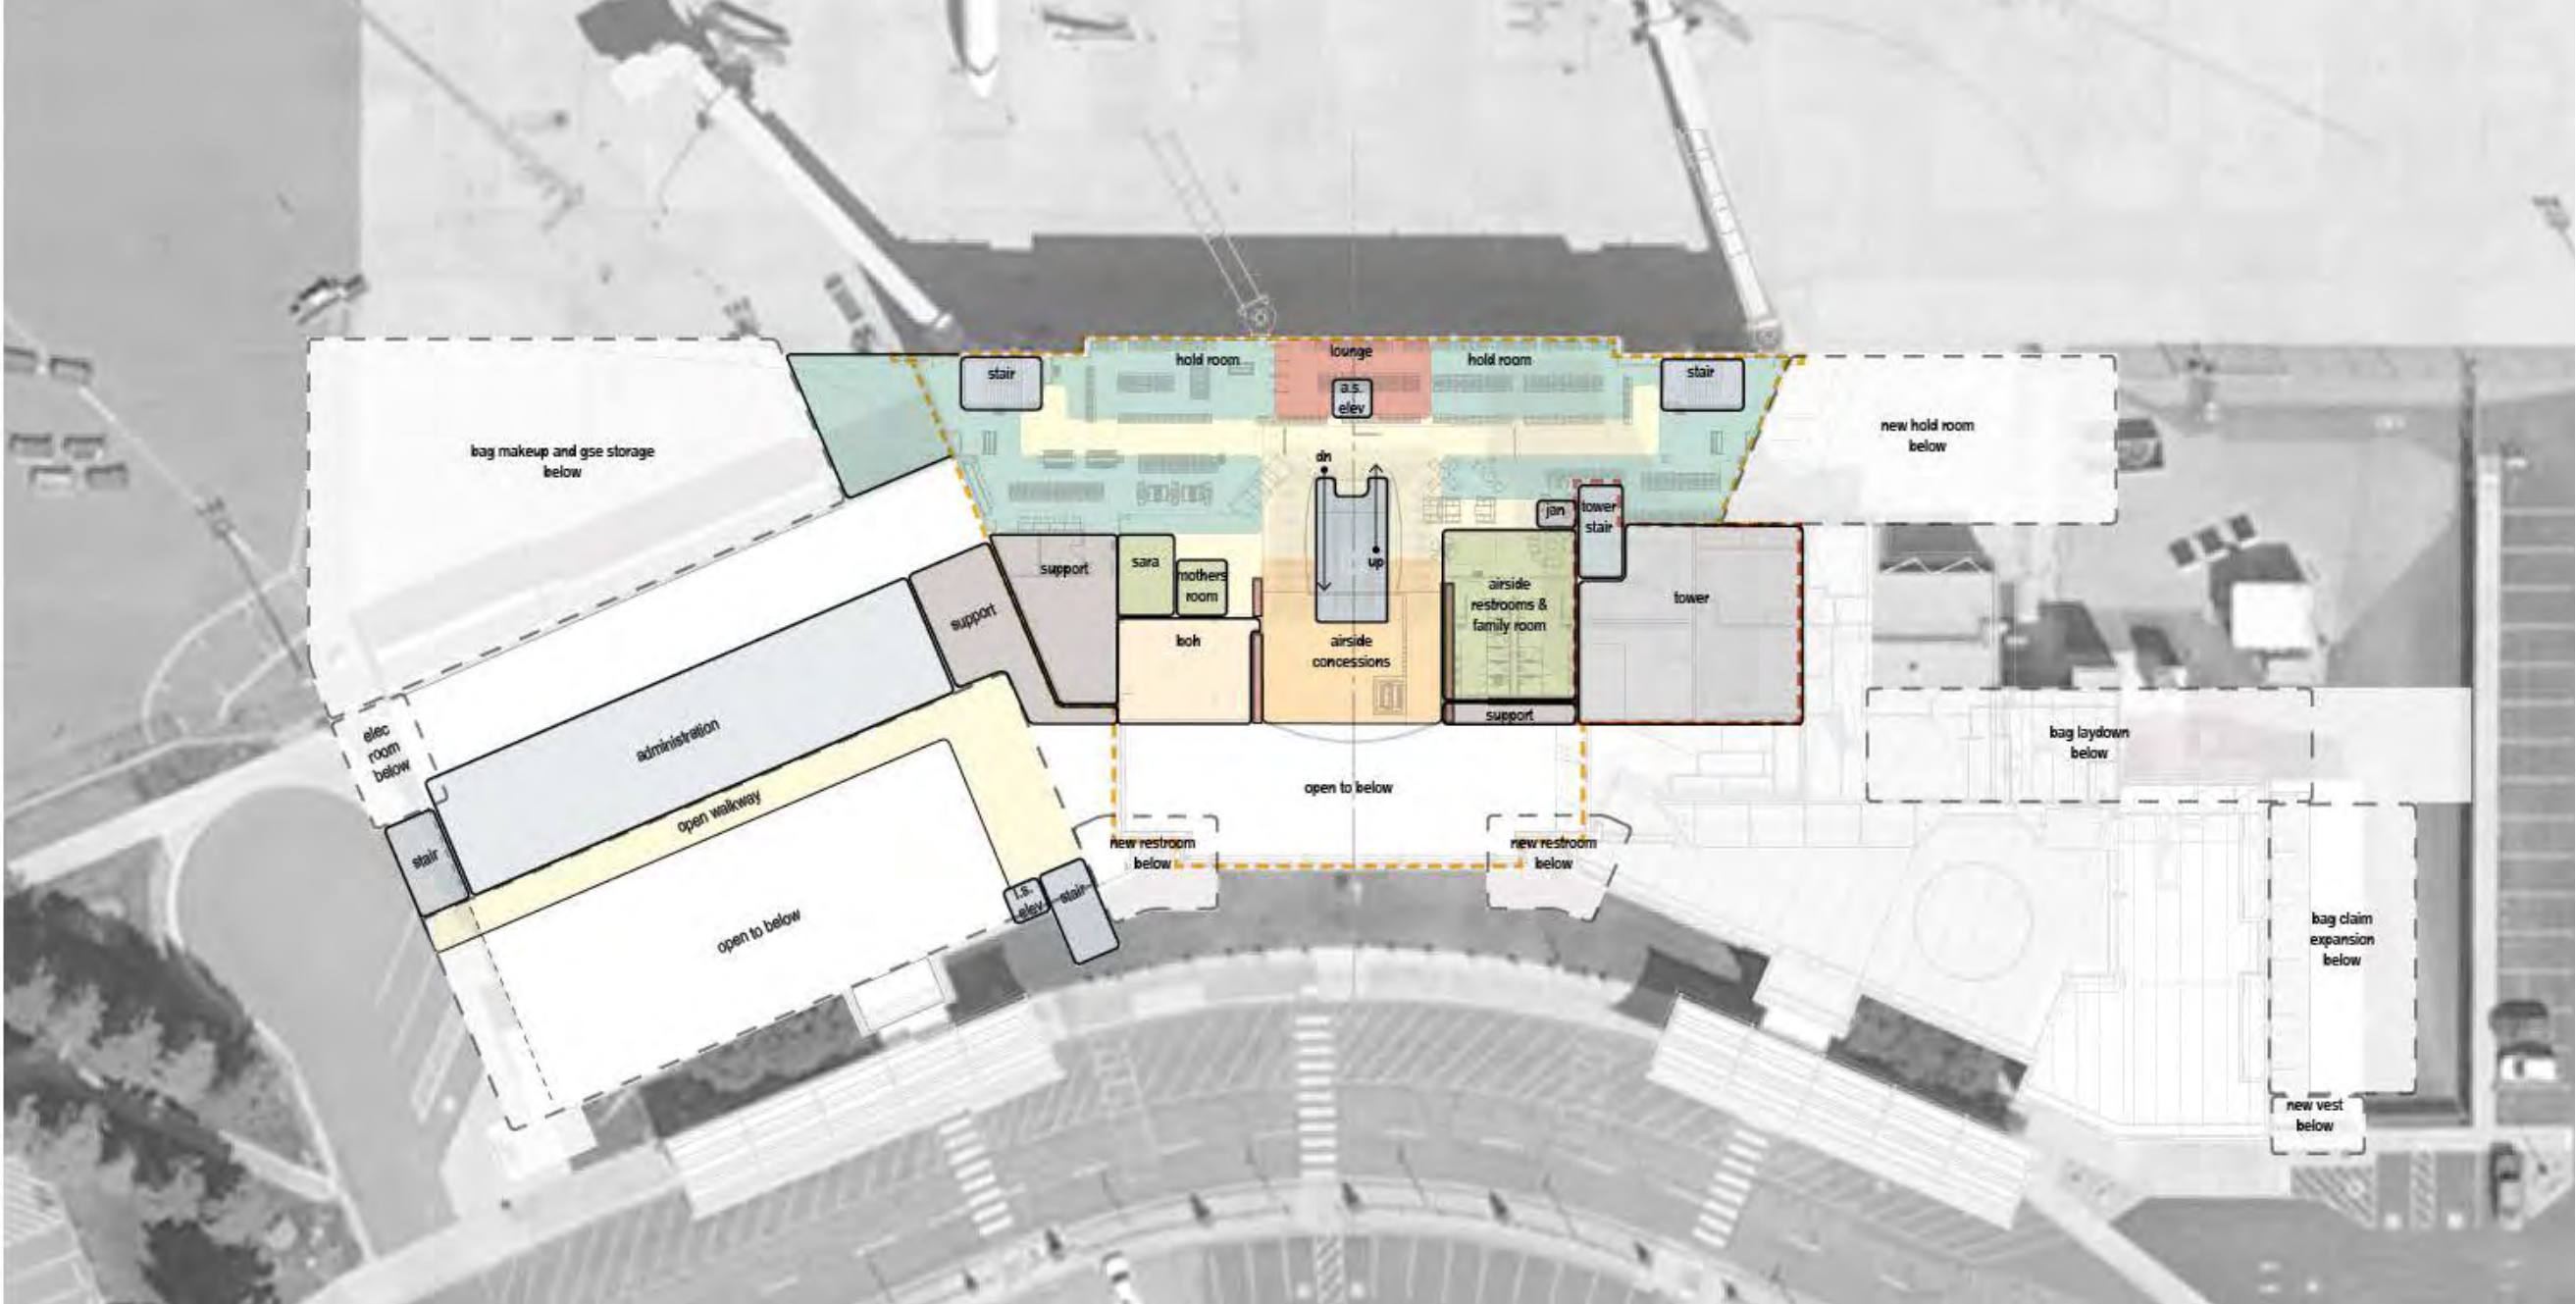 hold room
lounge
hold room
stair
a.s.
elev
stair
bag makeup and gse storage
below
new hold room
below
dn
up
jan
tower
stair
support
sara
mothers
room
airside
restrooms &
family room
tower
support
boh
airside
concessions
support
elec
room
below
administration
open walkway
open to below
bag laydown
below
stair
new restroom
below
new restroom
below
l.s.
elev
stair
open to below
bag claim
expansion
below
new vest
below